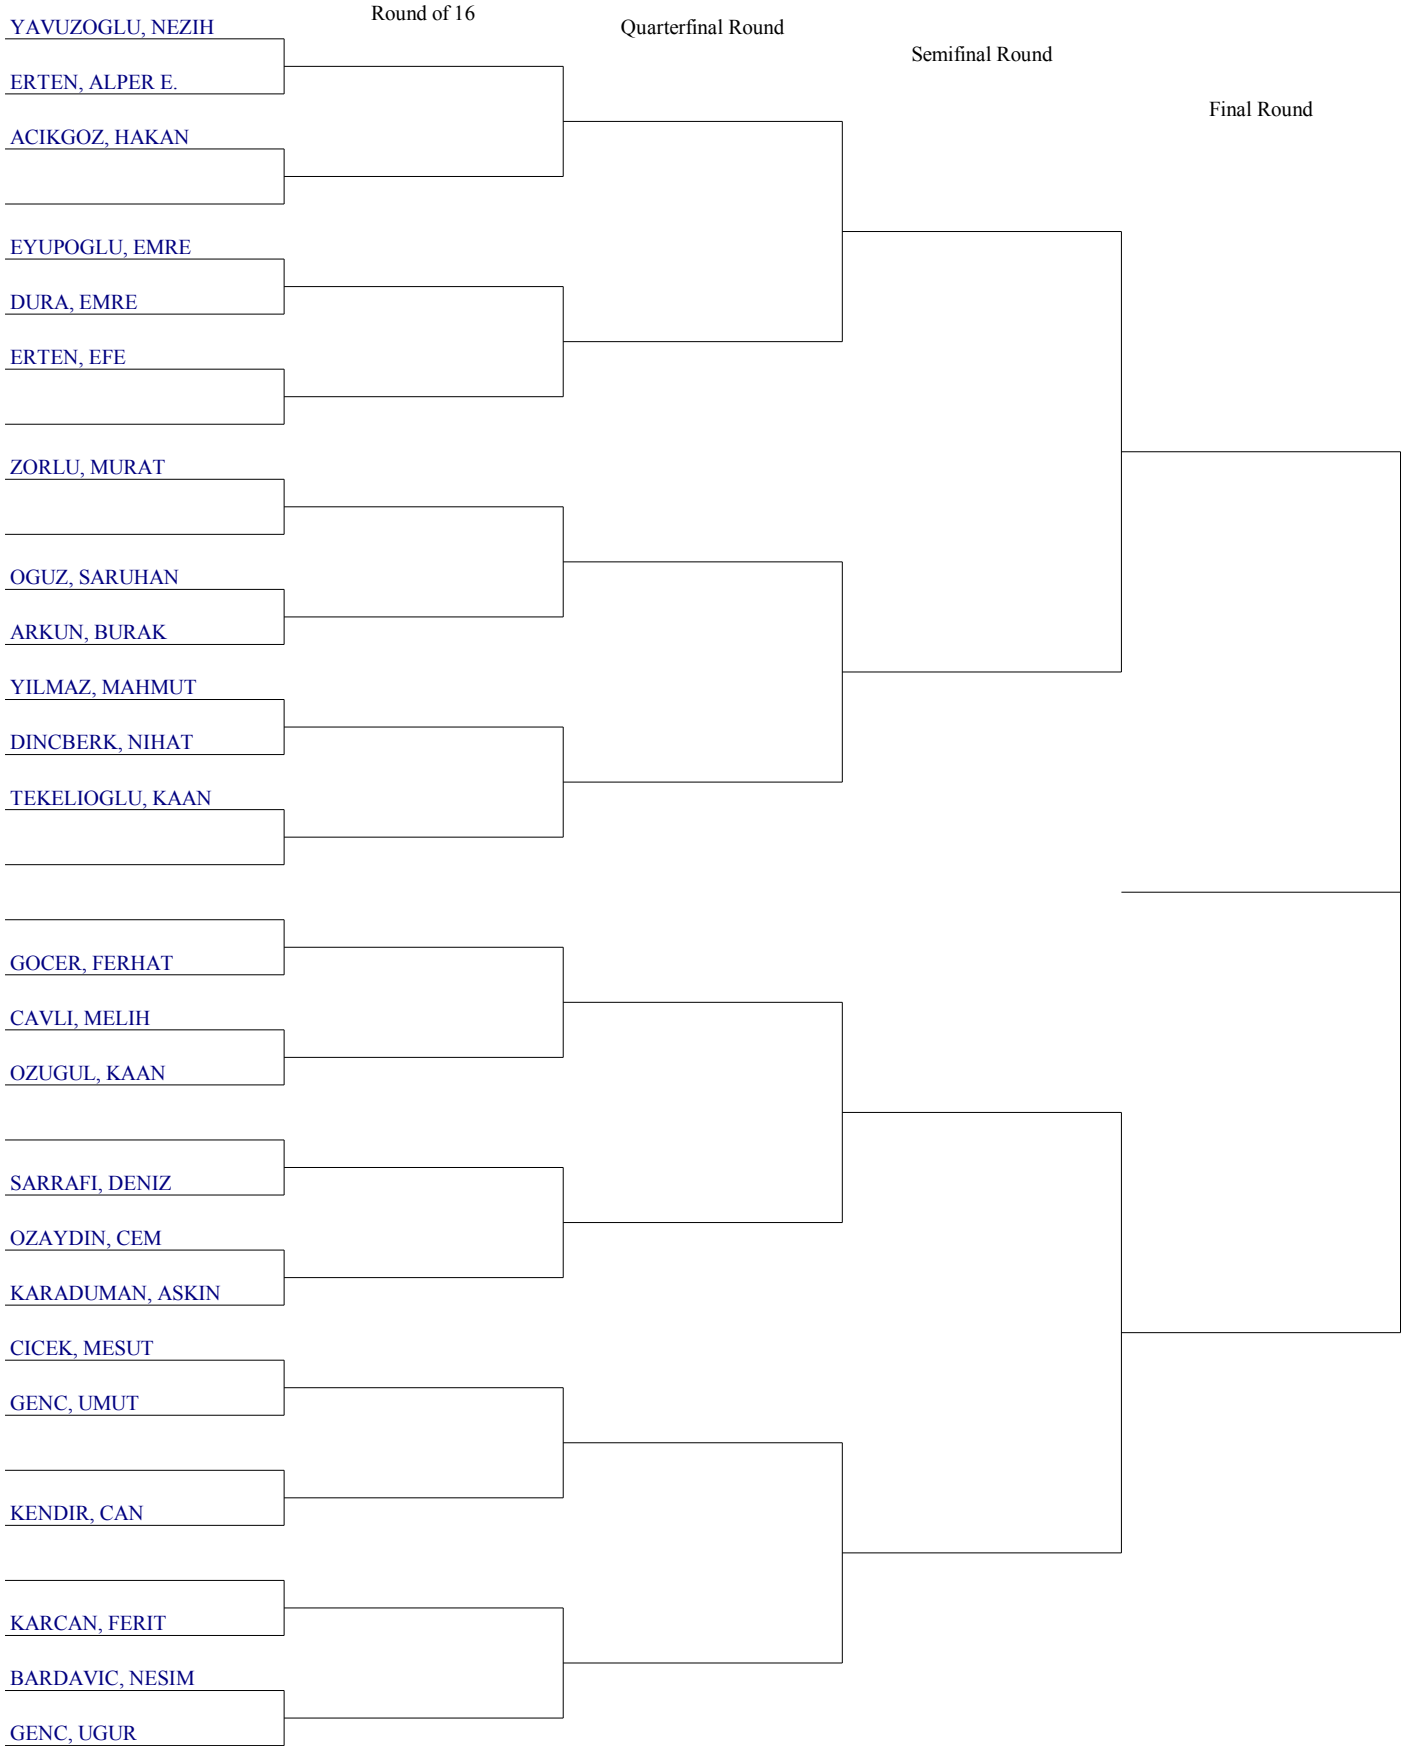 Round of 16
Quarterfinal Round
Semifinal Round
Final Round
YAVUZOGLU, NEZIH
ERTEN, ALPER E.
ACIKGOZ, HAKAN
EYUPOGLU, EMRE
DURA, EMRE
ERTEN, EFE
ZORLU, MURAT
OGUZ, SARUHAN
ARKUN, BURAK
YILMAZ, MAHMUT
DINCBERK, NIHAT
TEKELIOGLU, KAAN
GOCER, FERHAT
CAVLI, MELIH
OZUGUL, KAAN
SARRAFI, DENIZ
OZAYDIN, CEM
KARADUMAN, ASKIN
CICEK, MESUT
GENC, UMUT
KENDIR, CAN
KARCAN, FERIT
BARDAVIC, NESIM
GENC, UGUR